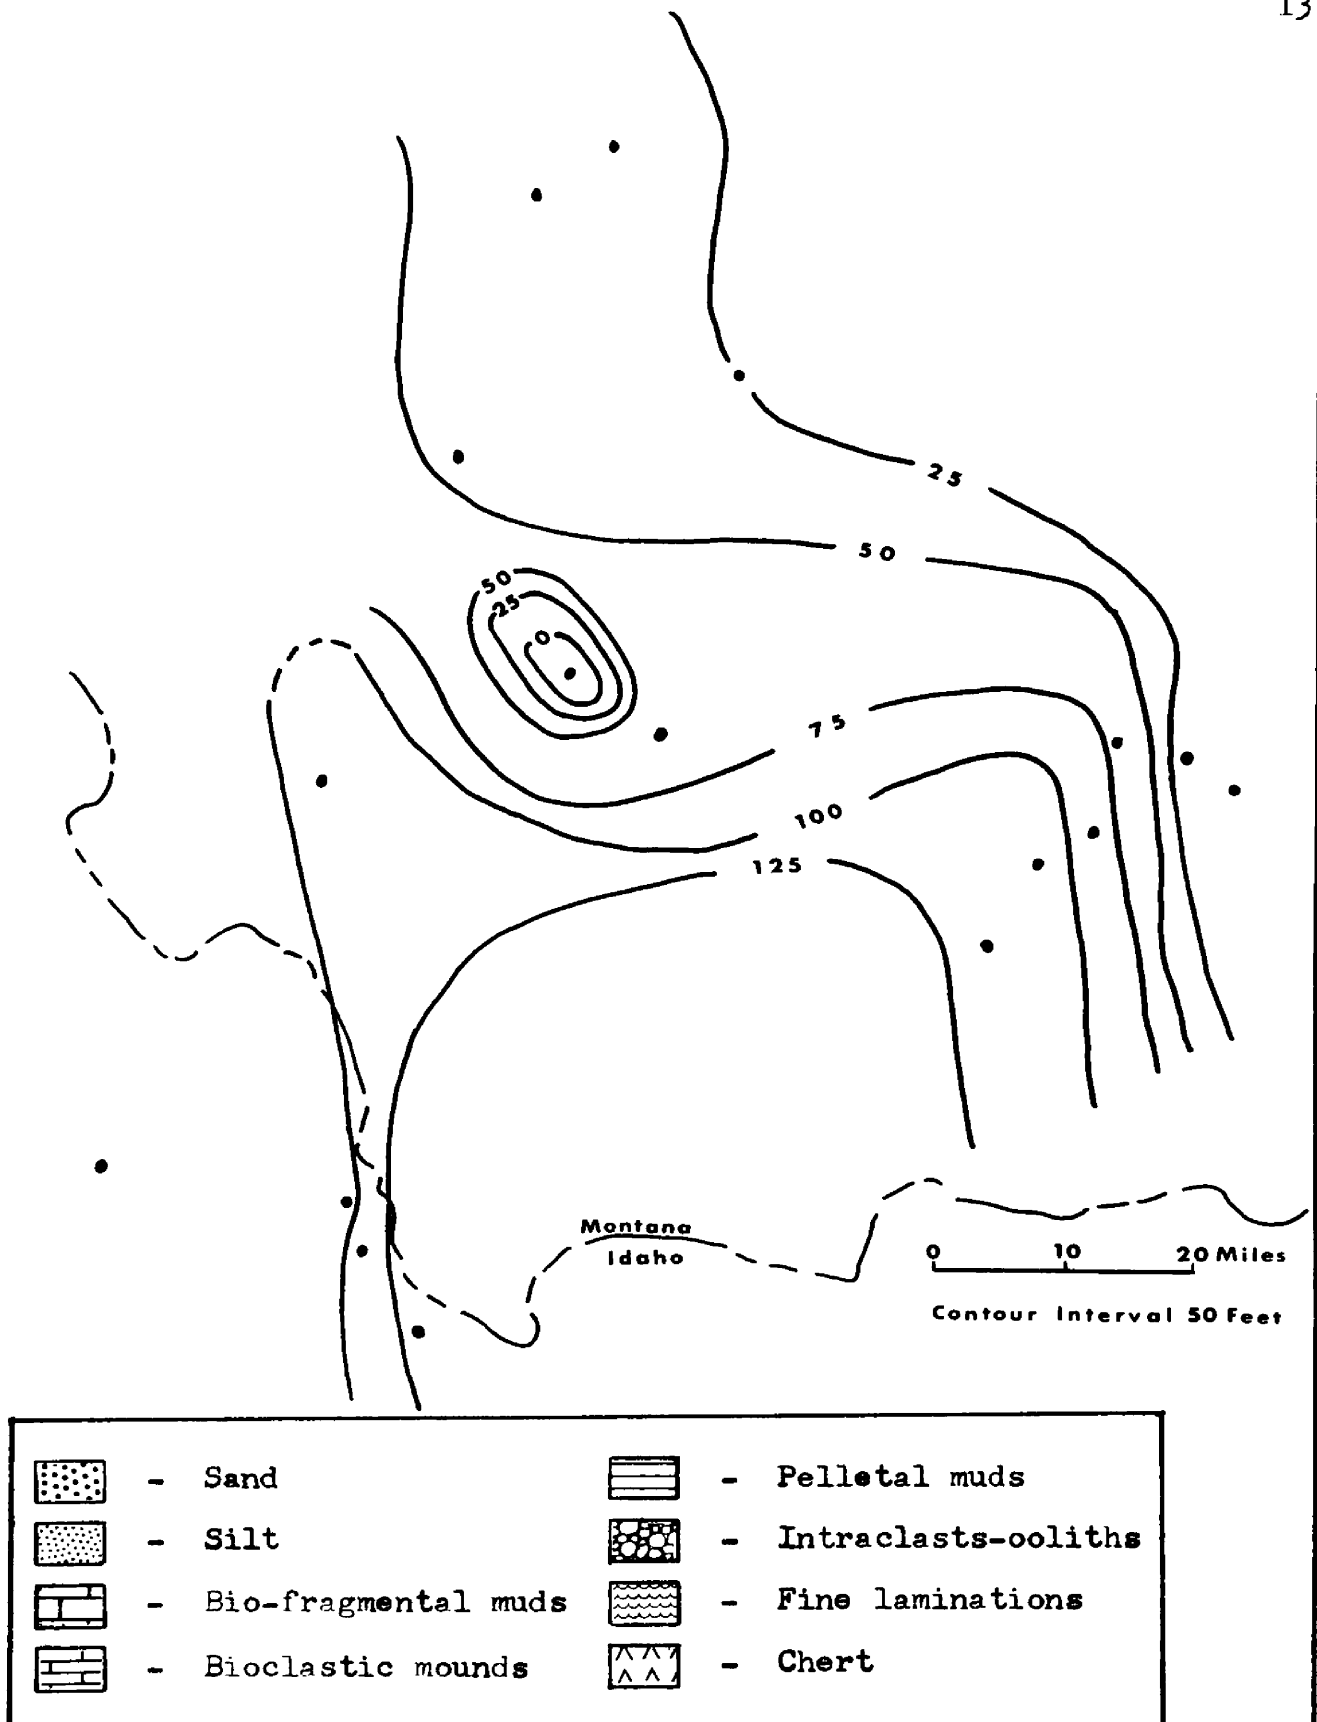 13
25
50
50
25
0
75
100
125
Montana
Idaho
0 10 20 Miles
Contour Interval 50 Feet
- Sand
- Silt
- Bio-fragmental muds
- Bioclastic mounds
- Pelletal muds
- Intraclasts-ooliths
- Fine laminations
- Chert